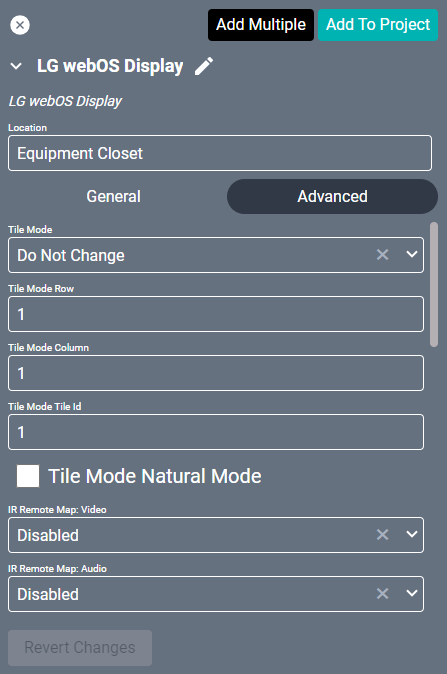 Add Multiple
Add To Project
LG webOS Display
LG webOS Display
Location
Equipment Closet
General
Advanced
Tile Mode
Do Not Change
Tile Mode Row
1
Tile Mode Column
1
Tile Mode Tile Id
1
Tile Mode Natural Mode
IR Remote Map: Video
Disabled
IR Remote Map: Audio
Disabled
Revert Changes